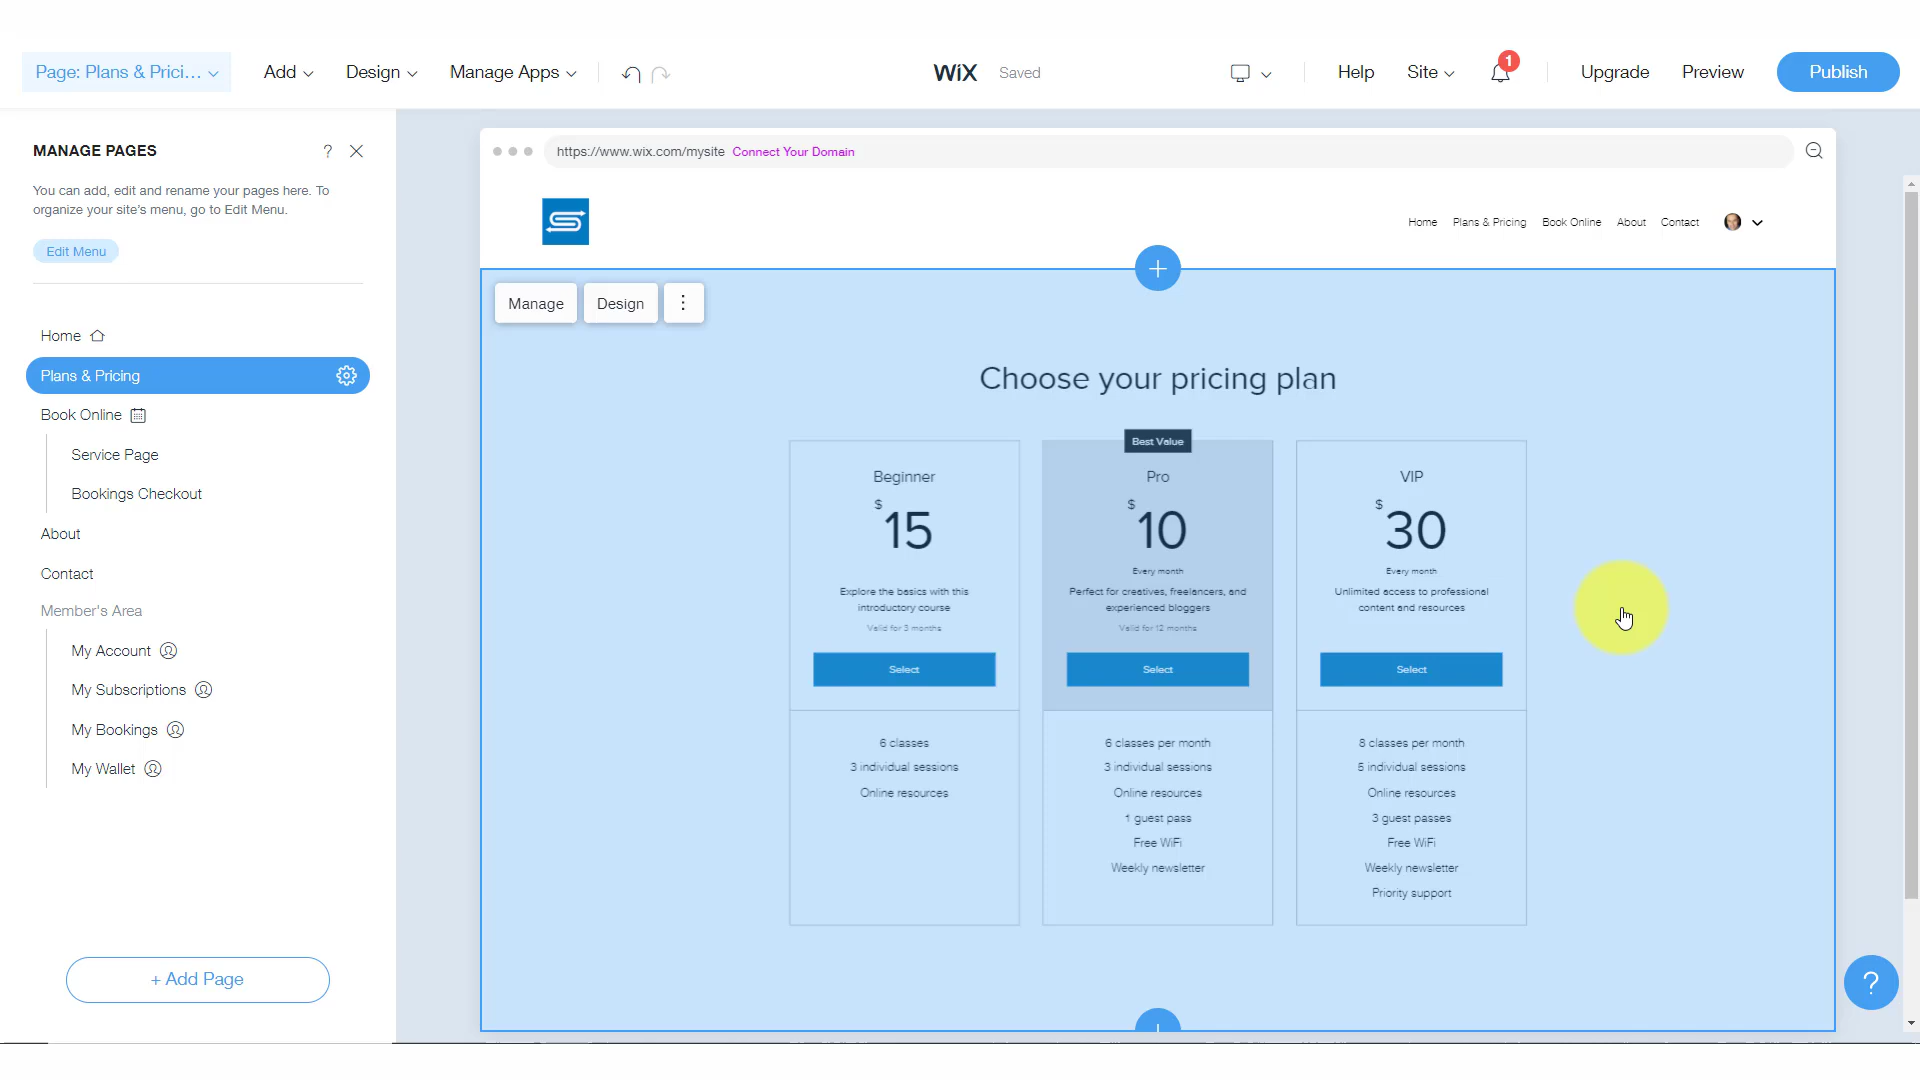 Page: Plans & Prici...
Add
Design
Manage Apps
WiX
Saved
Help
Site
1
Upgrade
Preview
Publish
MANAGE PAGES
?
You can add, edit and rename your pages here. To
organize your site's menu, go to Edit Menu.
Edit Menu
Home
Plans & Pricing
Book Online
Service Page
Bookings Checkout
About
Contact
Member's Area
My Account
My Subscriptions
My Bookings
My Wallet
+ Add Page
https://www.wix.com/mysite Connect Your Domain
Home
Plans & Pricing
Book Online
About
Contact
Manage
Design
Choose your pricing plan
Beginner
$
15
Explore the basics with this
introductory course
Valid for 3 months
Select
6 classes
3 individual sessions
Online resources
Best Value
Pro
$
10
Every month
Perfect for creatives, freelancers, and
experienced bloggers
Valid for 12 months
Select
6 classes per month
3 individual sessions
Online resources
1 guest pass
Free WiFi
Weekly newsletter
VIP
$
30
Every month
Unlimited access to professional
content and resources
Select
8 classes per month
5 individual sessions
Online resources
3 guest passes
Free WiFi
Weekly newsletter
Priority support
?